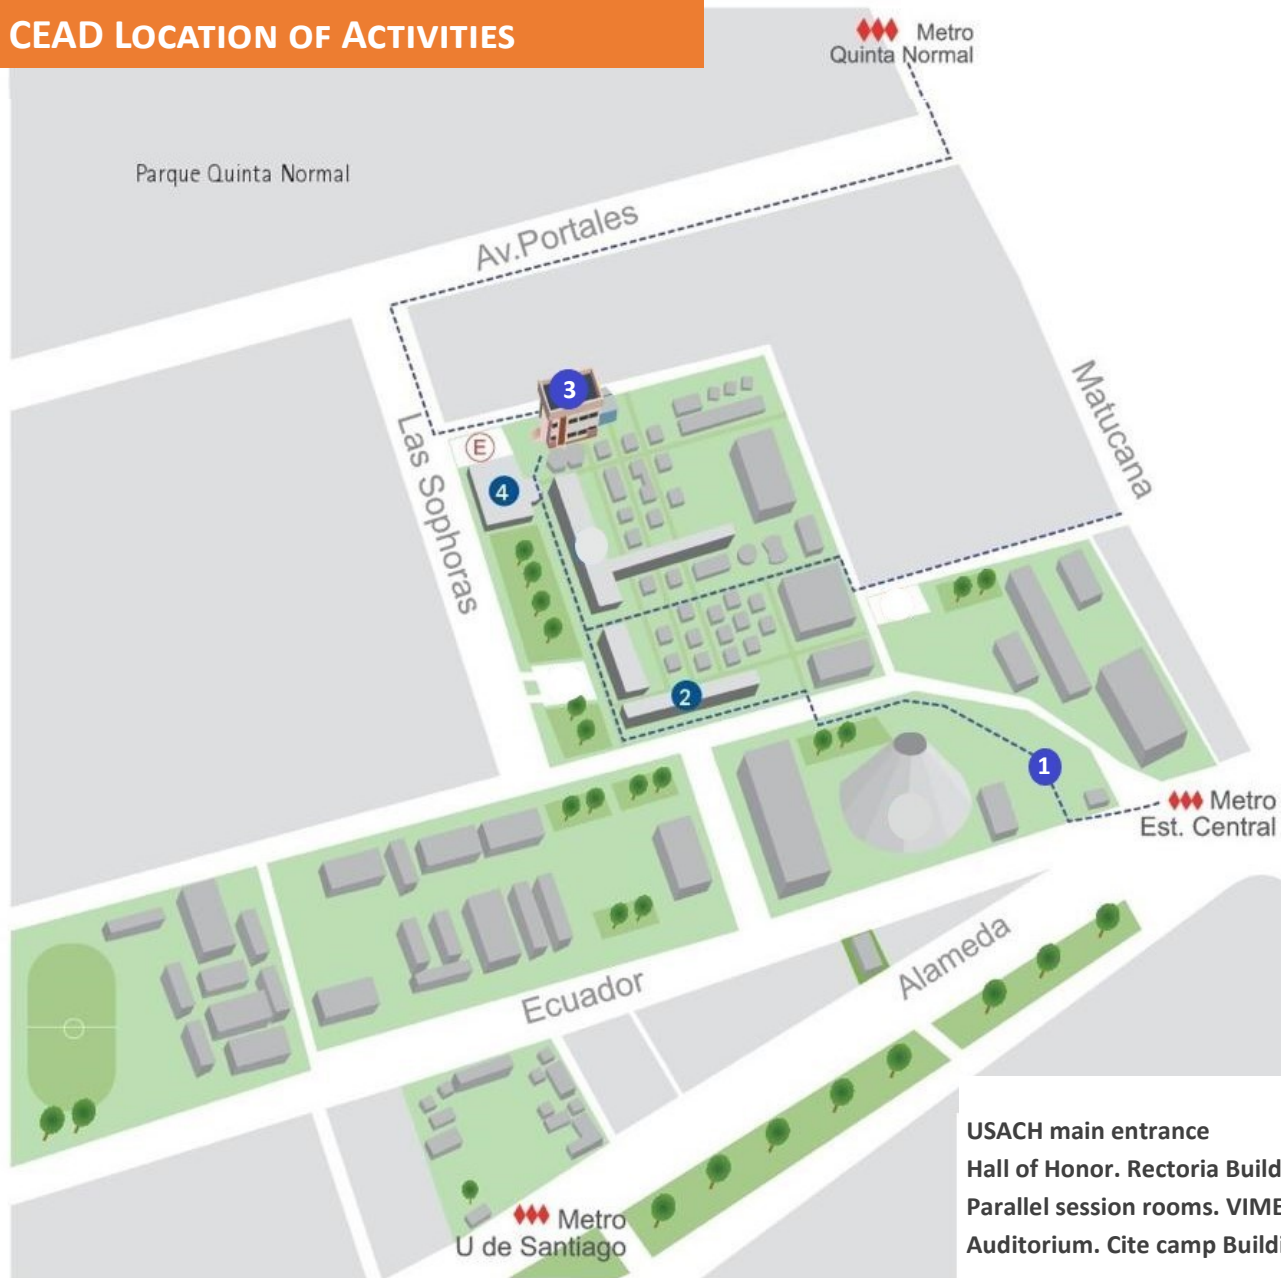 CEAD LOCATION OF ACTIVITIES
Metro
Quinta Normal
Parque Quinta Normal
Av.Portales
Matucana
Las Sophoras
3
E
4
2
1
Metro
Est. Central
Alameda
Ecuador
Metro
U de Santiago
USACH main entrance
Hall of Honor. Rectoria Build
Parallel session rooms. VIME
Auditorium. Cite camp Buildi